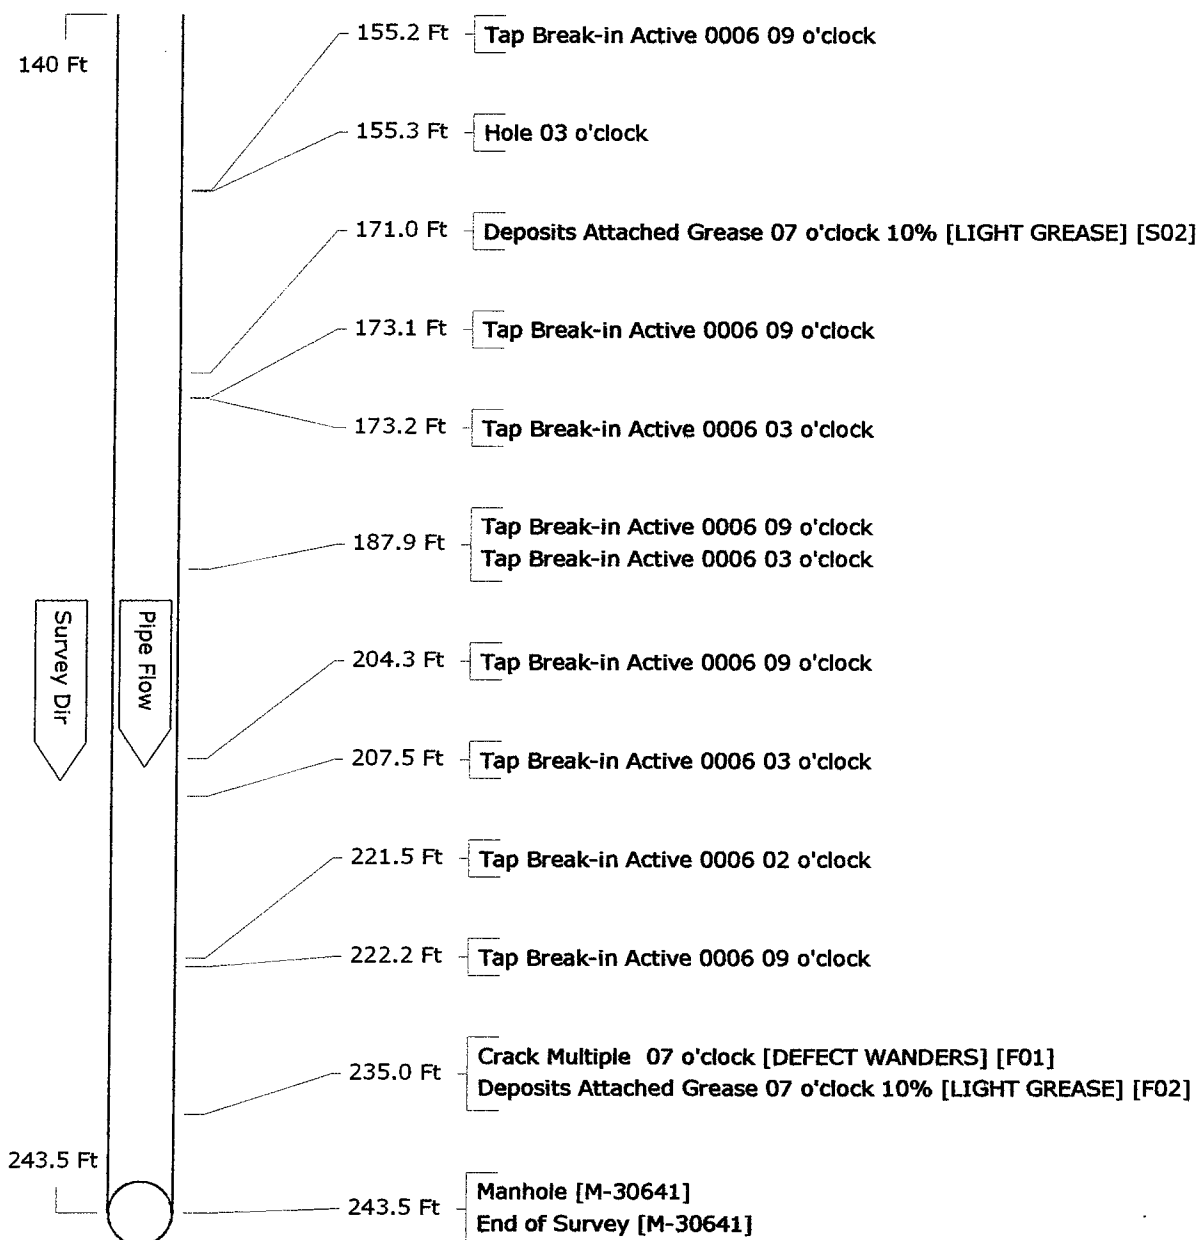 140 Ft
155.2 Ft Tap Break-in Active 0006 09 o'clock
155.3 Ft Hole 03 o'clock
171.0 Ft Deposits Attached Grease 07 o'clock 10% [LIGHT GREASE] [S02]
173.1 Ft Tap Break-in Active 0006 09 o'clock
173.2 Ft Tap Break-in Active 0006 03 o'clock
187.9 Ft Tap Break-in Active 0006 09 o'clock
Tap Break-in Active 0006 03 o'clock
Survey Dir
Pipe Flow
204.3 Ft Tap Break-in Active 0006 09 o'clock
207.5 Ft Tap Break-in Active 0006 03 o'clock
221.5 Ft Tap Break-in Active 0006 02 o'clock
222.2 Ft Tap Break-in Active 0006 09 o'clock
235.0 Ft Crack Multiple 07 o'clock [DEFECT WANDERS] [F01]
Deposits Attached Grease 07 o'clock 10% [LIGHT GREASE] [F02]
243.5 Ft
243.5 Ft Manhole [M-30641]
End of Survey [M-30641]